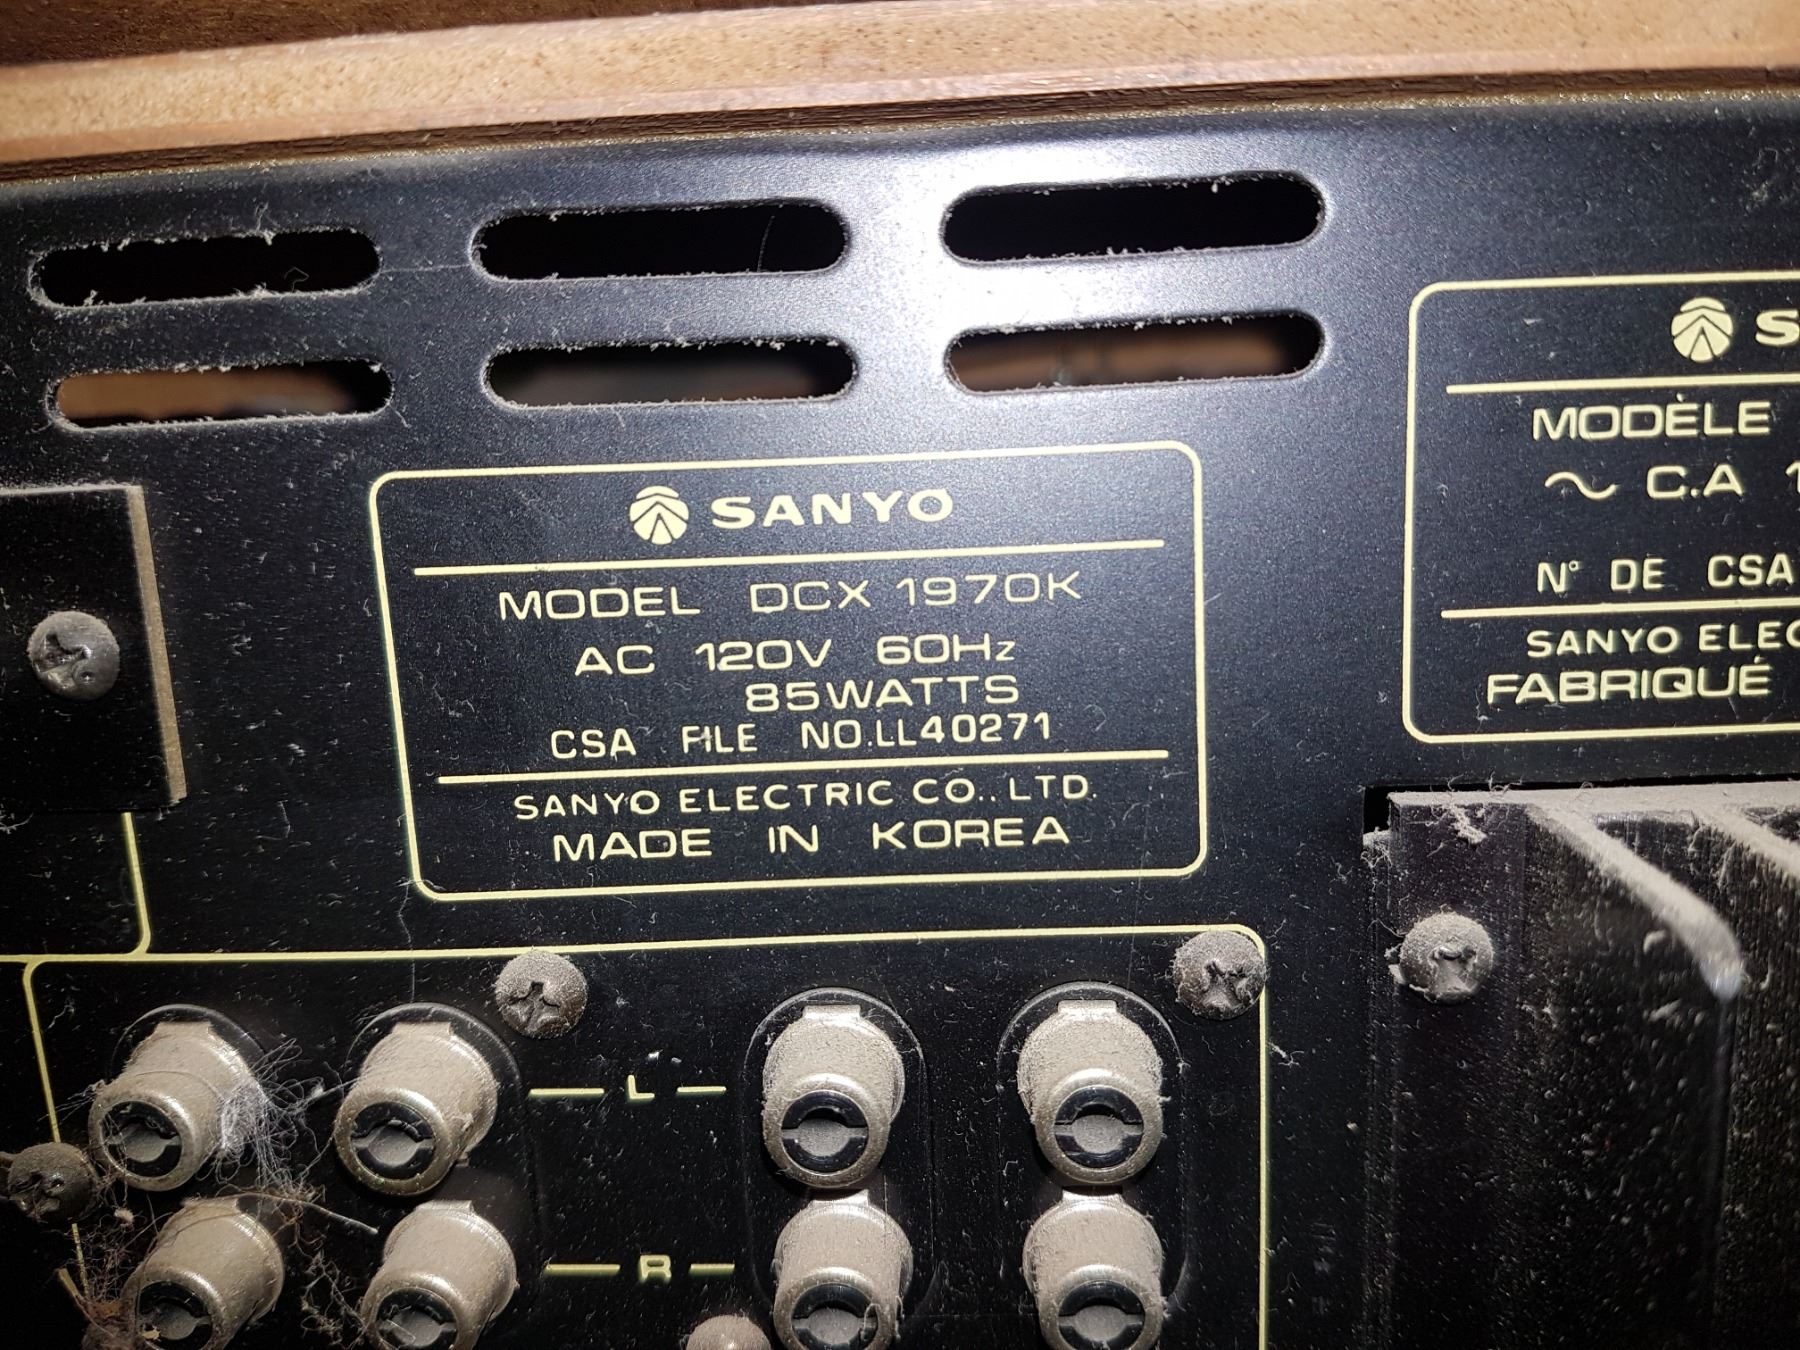 SANYO
MODEL DCX 1970K
AC 120V 60Hz
85WATTS
CSA FILE NO.LL40271
SANYO ELECTRIC CO.,LTD.
MADE IN KOREA
MODÈLE
~ C.A
N° DE CSA
SANYO
FABRIQUÉ
L
R